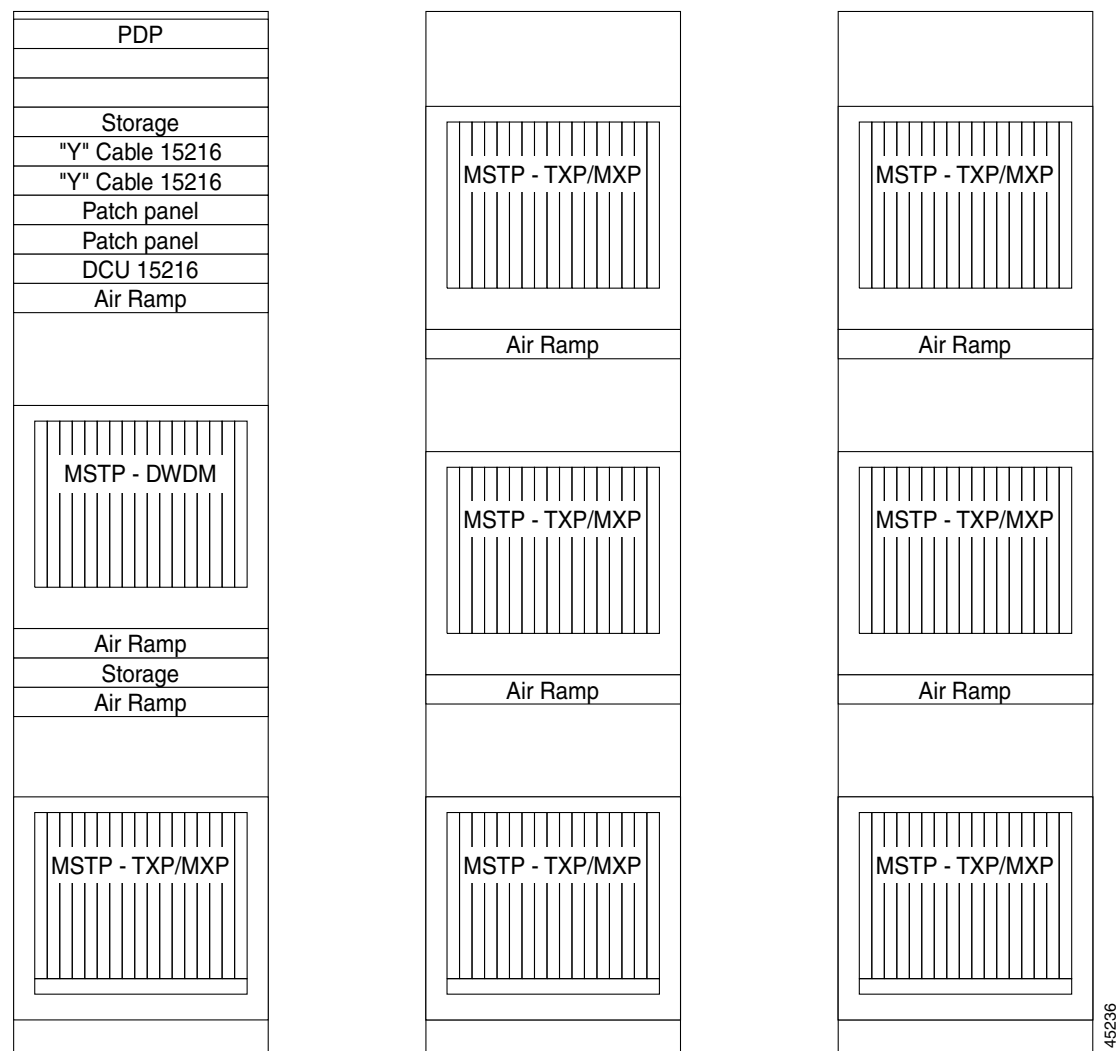 PDP
Storage
"Y" Cable 15216
"Y" Cable 15216
Patch panel
Patch panel
DCU 15216
Air Ramp
MSTP - DWDM
Air Ramp
Storage
Air Ramp
MSTP - TXP/MXP
MSTP - TXP/MXP
Air Ramp
MSTP - TXP/MXP
Air Ramp
MSTP - TXP/MXP
MSTP - TXP/MXP
Air Ramp
MSTP - TXP/MXP
Air Ramp
MSTP - TXP/MXP
45236